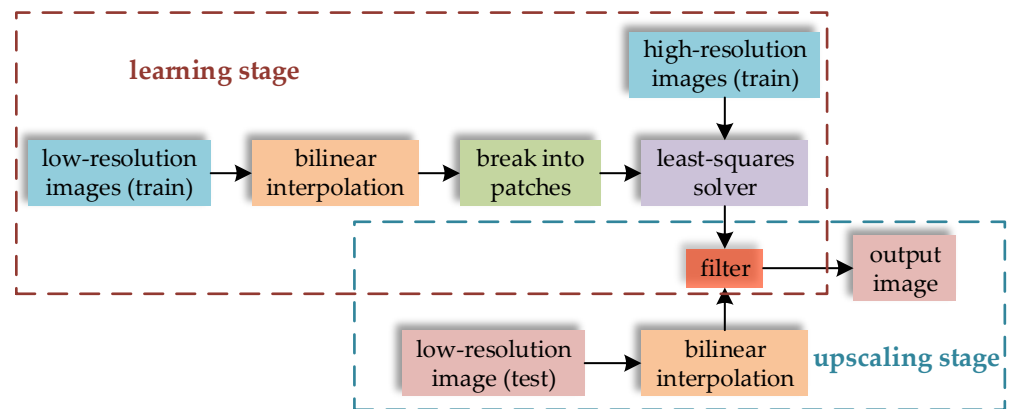 learning stage
high-resolution
images (train)
low-resolution
images (train)
bilinear
interpolation
break into
patches
least-squares
solver
filter
output
image
low-resolution
image (test)
bilinear
interpolation
upscaling stage